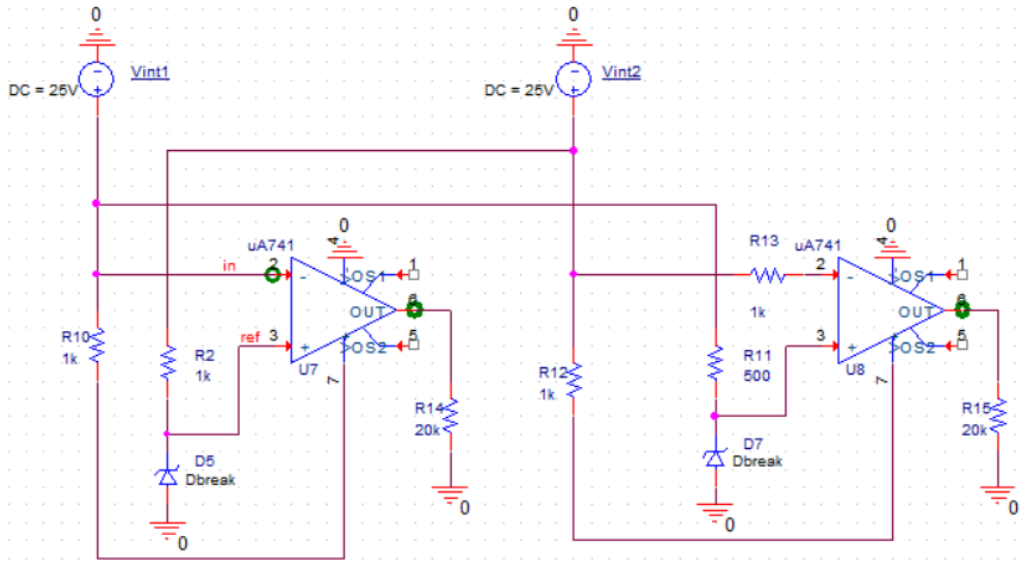 0
0
Vint1
Vint2
DC = 25V
DC = 25V
-
+
-
+
0
0
uA741
4
R13
uA741
4
in
2
-
OS1
1
2
-
OS1
1
OUT
6
1k
OUT
6
R10
1k
ref
3
+
OS2
5
3
+
OS2
5
R2
1k
U7
7
R12
1k
R11
500
U8
7
R14
20k
R15
20k
D5
Dbreak
D7
Dbreak
0
0
0
0